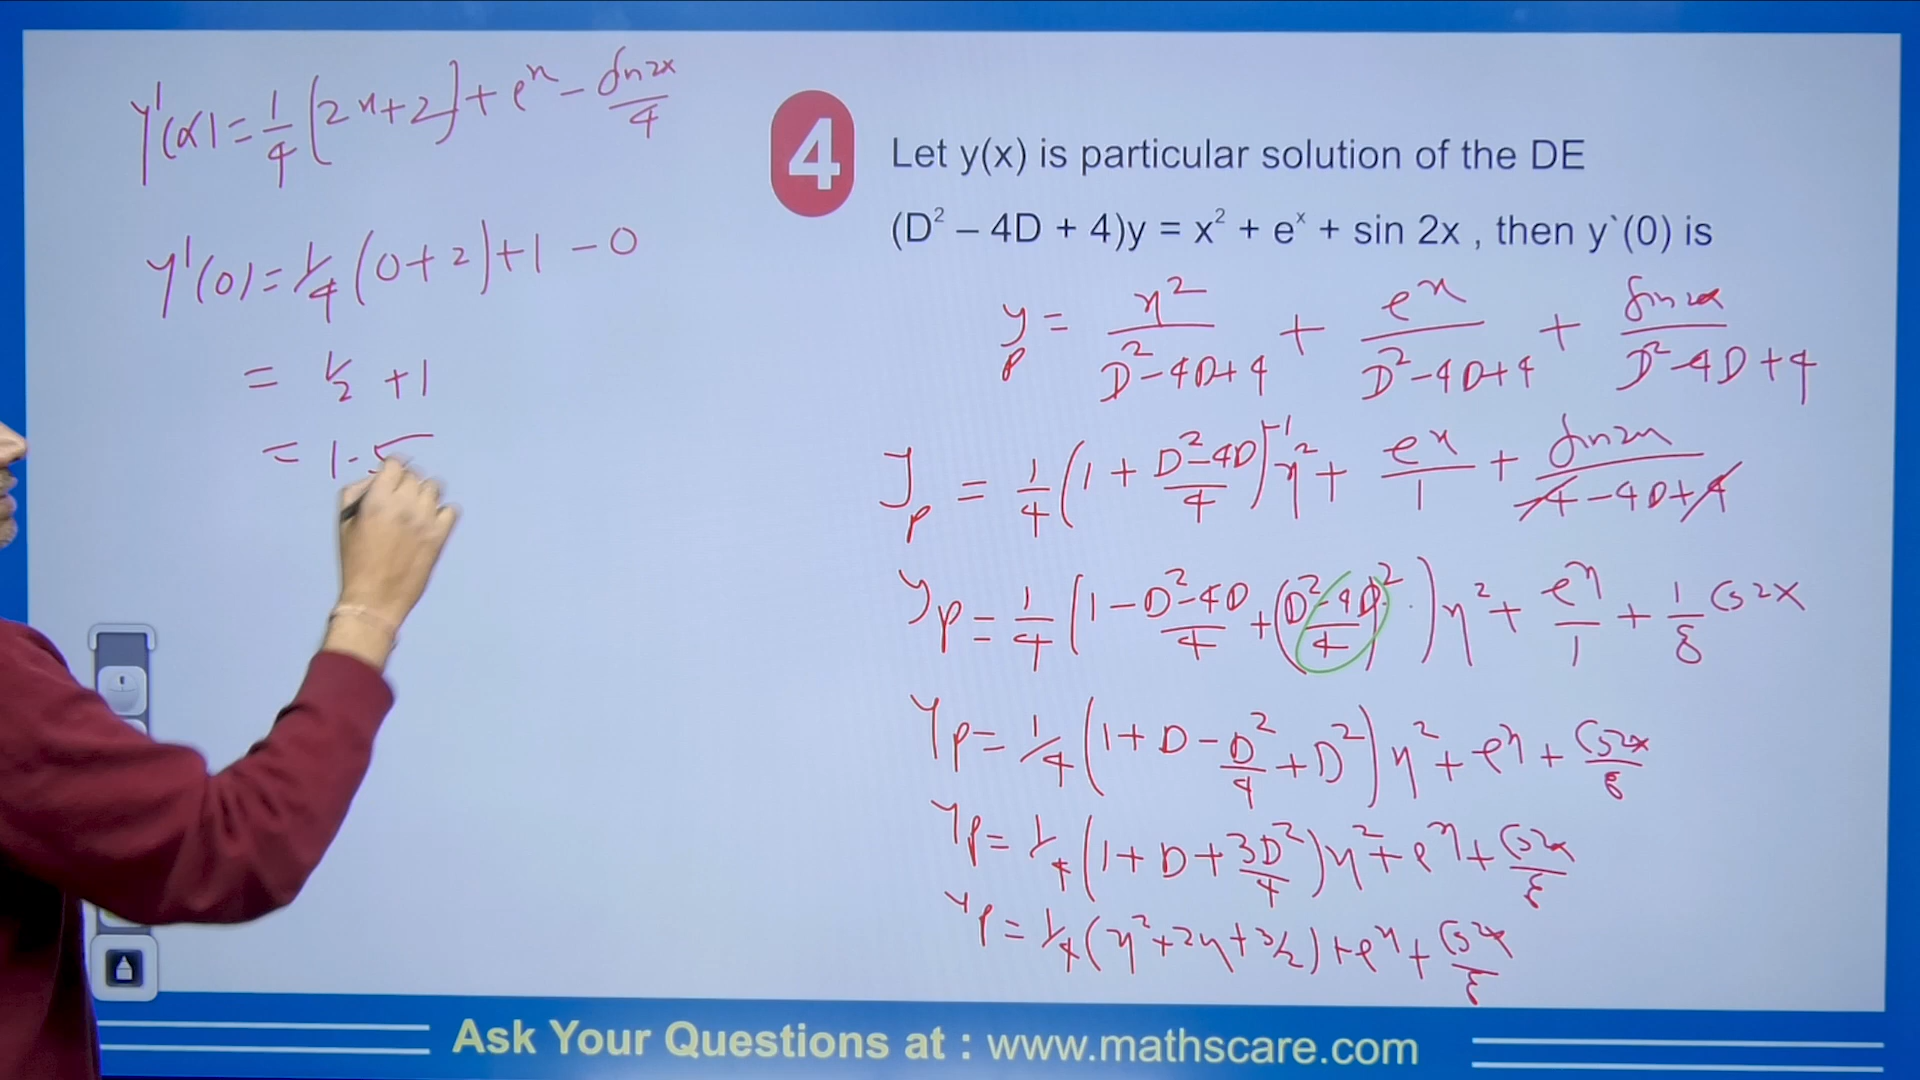 y'(x) = 1/4 [2x+2] + e^x - sin2x/4
y'(0) = 1/4 (0+2) + 1 - 0
= 1/2 + 1
= 1.5
4
Let y(x) is particular solution of the DE
(D² – 4D + 4)y = x² + e^x + sin 2x , then y`(0) is
y_p = x²/(D²-4D+4) + e^x/(D²-4D+4) + sin2x/(D²-4D+4)
y_p = 1/4 (1 + (D²-4D)/4)^-1 x² + e^x/1 + sin2x/(-4-4D+4)
y_p = 1/4 (1 - (D²-4D)/4 + ((D²-4D)/4)² ..) x² + e^x/1 + 1/8 cos2x
y_p = 1/4 (1 + D - D²/4 + D²) x² + e^x + cos2x/8
y_p = 1/4 (1 + D + 3D²/4) x² + e^x + cos2x/8
y_p = 1/4 (x² + 2x + 3/2) + e^x + cos2x/8
Ask Your Questions at : www.mathscare.com